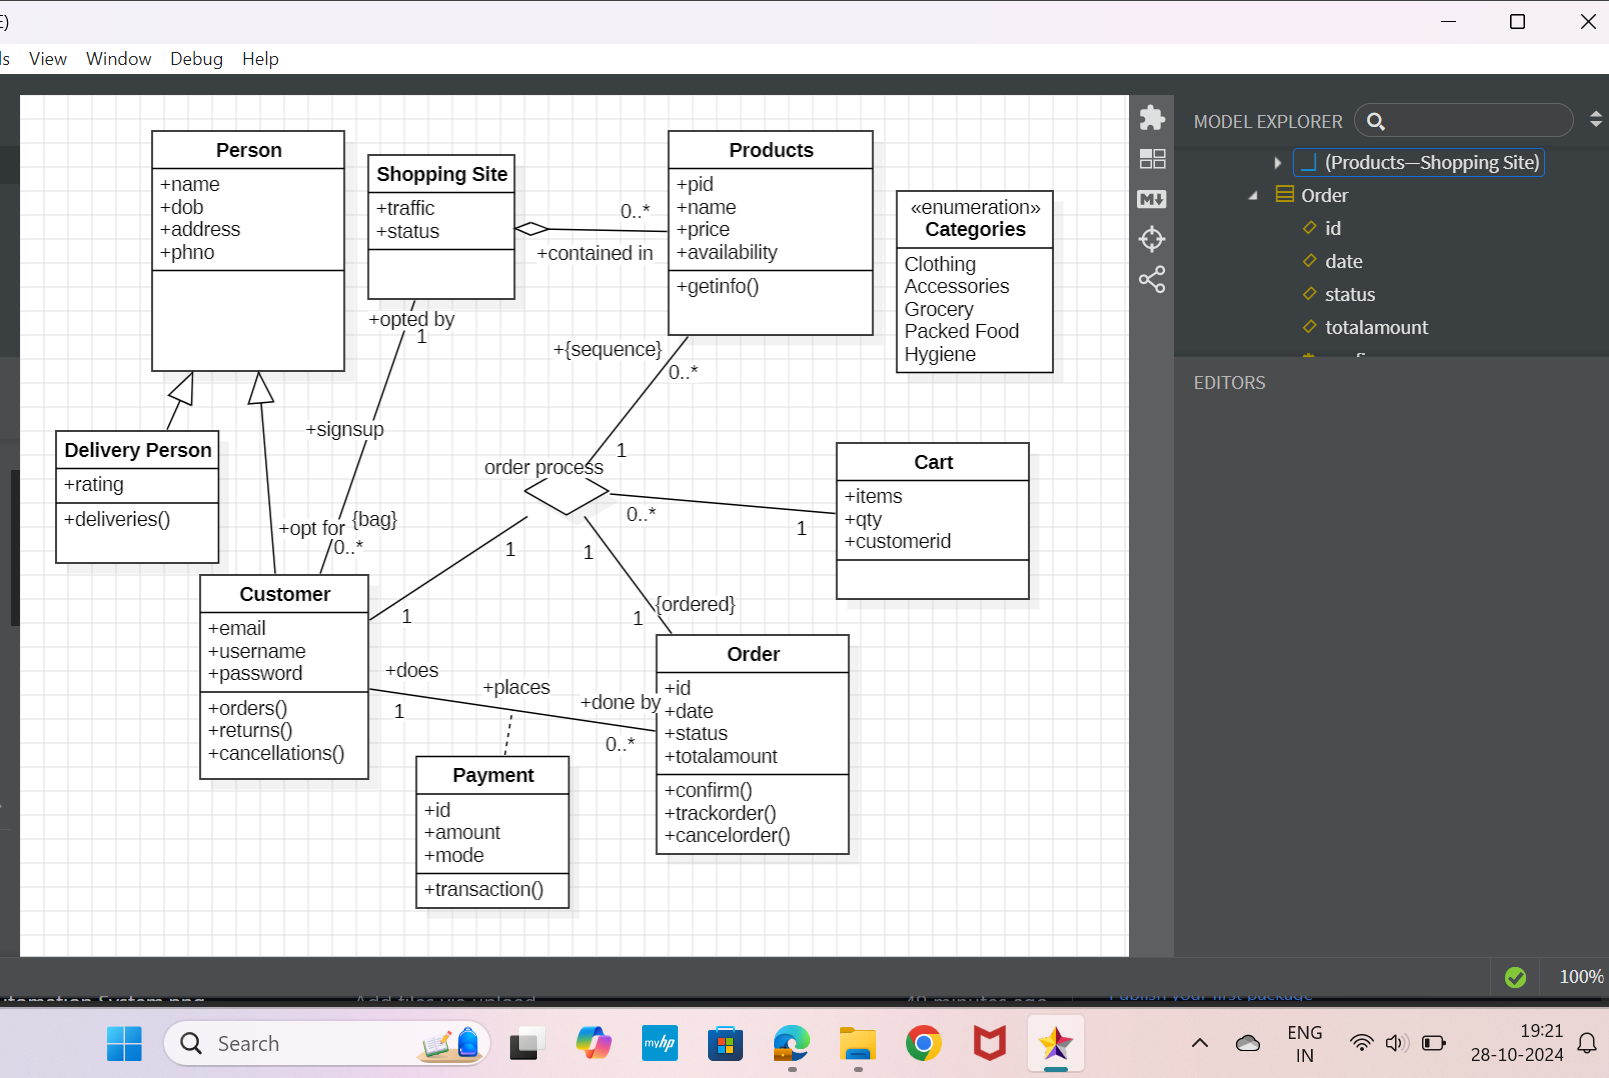 E)
ls View Window Debug Help
Person
+name
+dob
+address
+phno
Shopping Site
+traffic
+status
0..*
+contained in
Products
+pid
+name
+price
+availability
+getinfo()
«enumeration»
Categories
Clothing
Accessories
Grocery
Packed Food
Hygiene
+opted by
1
+{sequence}
0..*
+signsup
1
order process
Delivery Person
+rating
+deliveries()
+opt for {bag}
0..*
0..*
1
Cart
+items
+qty
+customerid
1
1
1
1
{ordered}
Customer
+email
+username
+password
+orders()
+returns()
+cancellations()
+does
1
+places
+done by
0..*
Order
+id
+date
+status
+totalamount
+confirm()
+trackorder()
+cancelorder()
Payment
+id
+amount
+mode
+transaction()
MODEL EXPLORER
(Products—Shopping Site)
Order
id
date
status
totalamount
EDITORS
100%
Search
myhp
ENG
IN
19:21
28-10-2024